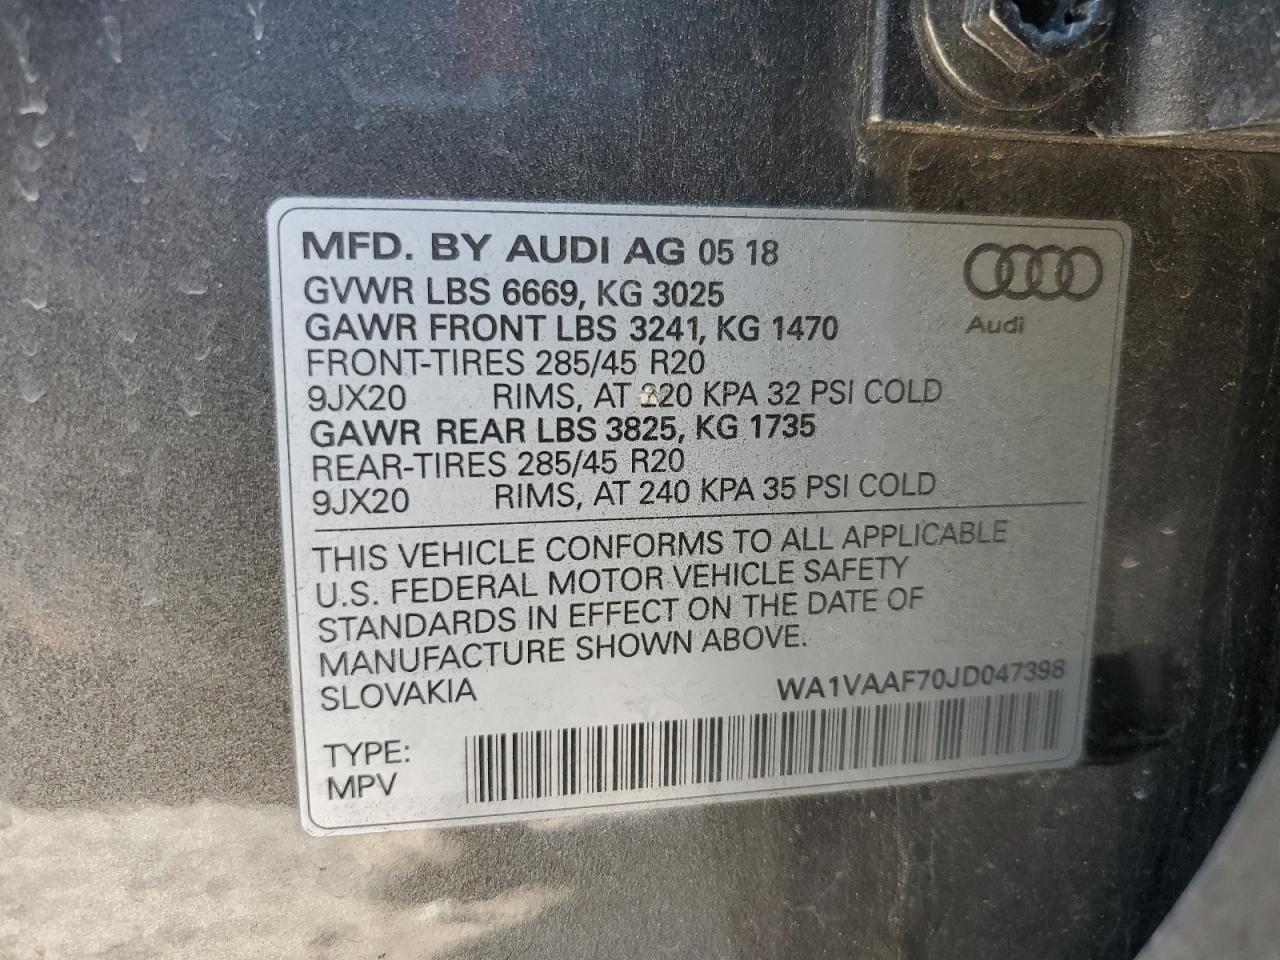 MFD. BY AUDI AG 05 18
GVWR LBS 6669, KG 3025
GAWR FRONT LBS 3241, KG 1470
FRONT-TIRES 285/45 R20
9JX20 RIMS, AT 220 KPA 32 PSI COLD
GAWR REAR LBS 3825, KG 1735
REAR-TIRES 285/45 R20
9JX20 RIMS, AT 240 KPA 35 PSI COLD
Audi
THIS VEHICLE CONFORMS TO ALL APPLICABLE
U.S. FEDERAL MOTOR VEHICLE SAFETY
STANDARDS IN EFFECT ON THE DATE OF
MANUFACTURE SHOWN ABOVE.
SLOVAKIA WA1VAAF70JD047398
TYPE:
MPV